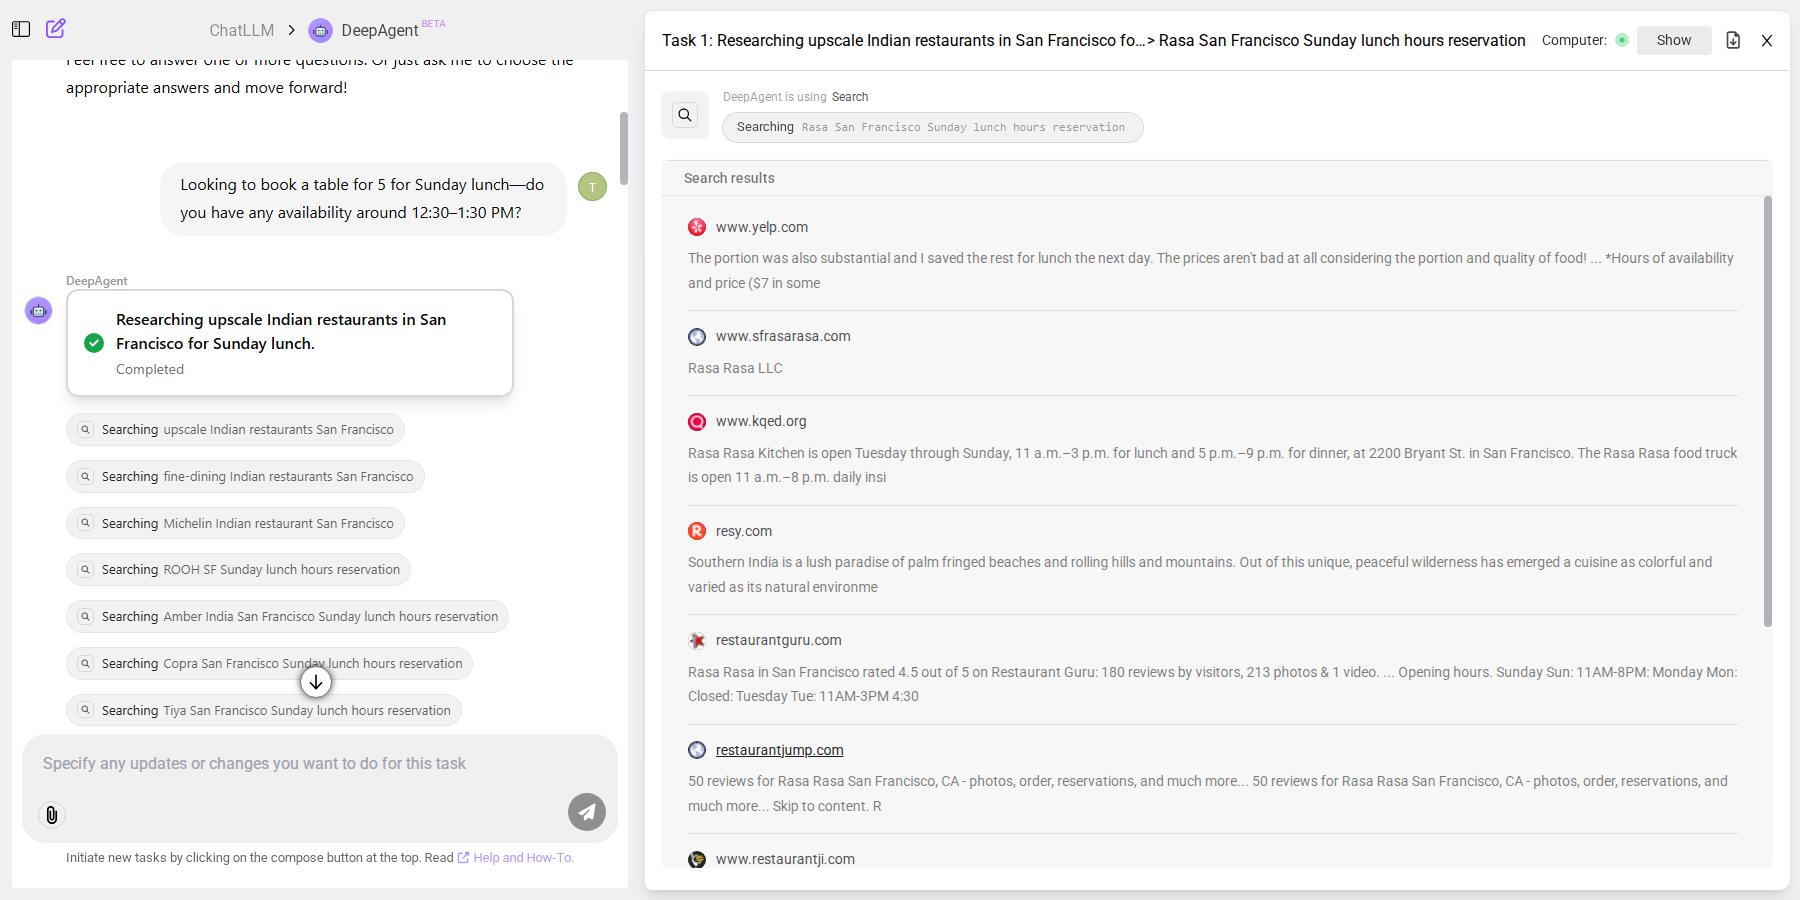 ChatLLM > DeepAgent BETA
Feel free to answer one or more questions. Or just ask me to choose the
appropriate answers and move forward!
Looking to book a table for 5 for Sunday lunch—do
you have any availability around 12:30–1:30 PM?
T
DeepAgent
Researching upscale Indian restaurants in San
Francisco for Sunday lunch.
Completed
Searching upscale Indian restaurants San Francisco
Searching fine-dining Indian restaurants San Francisco
Searching Michelin Indian restaurant San Francisco
Searching ROOH SF Sunday lunch hours reservation
Searching Amber India San Francisco Sunday lunch hours reservation
Searching Copra San Francisco Sunday lunch hours reservation
Searching Tiya San Francisco Sunday lunch hours reservation
Specify any updates or changes you want to do for this task
Initiate new tasks by clicking on the compose button at the top. Read Help and How-To.
Task 1: Researching upscale Indian restaurants in San Francisco fo...> Rasa San Francisco Sunday lunch hours reservation
Computer:
Show
DeepAgent is using Search
Searching Rasa San Francisco Sunday lunch hours reservation
Search results
www.yelp.com
The portion was also substantial and I saved the rest for lunch the next day. The prices aren't bad at all considering the portion and quality of food! ... *Hours of availability
and price ($7 in some
www.sfrasarasa.com
Rasa Rasa LLC
www.kqed.org
Rasa Rasa Kitchen is open Tuesday through Sunday, 11 a.m.–3 p.m. for lunch and 5 p.m.–9 p.m. for dinner, at 2200 Bryant St. in San Francisco. The Rasa Rasa food truck
is open 11 a.m.–8 p.m. daily insi
resy.com
Southern India is a lush paradise of palm fringed beaches and rolling hills and mountains. Out of this unique, peaceful wilderness has emerged a cuisine as colorful and
varied as its natural environme
restaurantguru.com
Rasa Rasa in San Francisco rated 4.5 out of 5 on Restaurant Guru: 180 reviews by visitors, 213 photos & 1 video. ... Opening hours. Sunday Sun: 11AM-8PM: Monday Mon:
Closed: Tuesday Tue: 11AM-3PM 4:30
restaurantjump.com
50 reviews for Rasa Rasa San Francisco, CA - photos, order, reservations, and much more... 50 reviews for Rasa Rasa San Francisco, CA - photos, order, reservations, and
much more... Skip to content. R
www.restaurantji.com